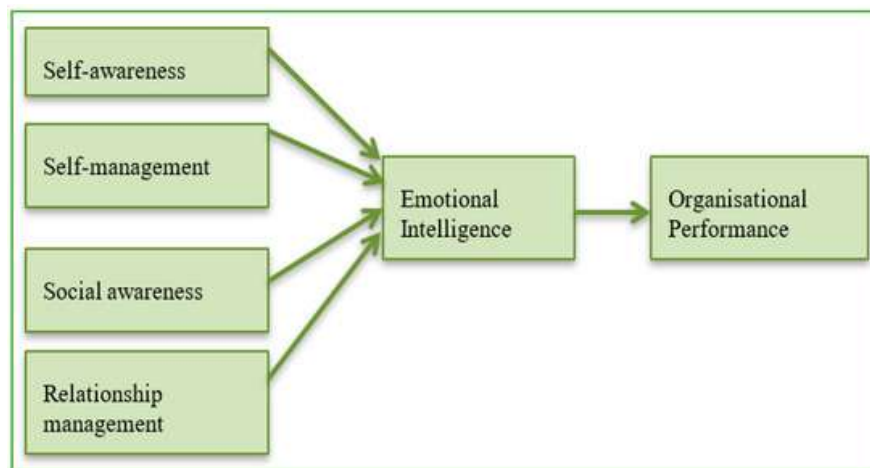 Self-awareness
Self-management
Social awareness
Relationship
management
Emotional
Intelligence
Organisational
Performance